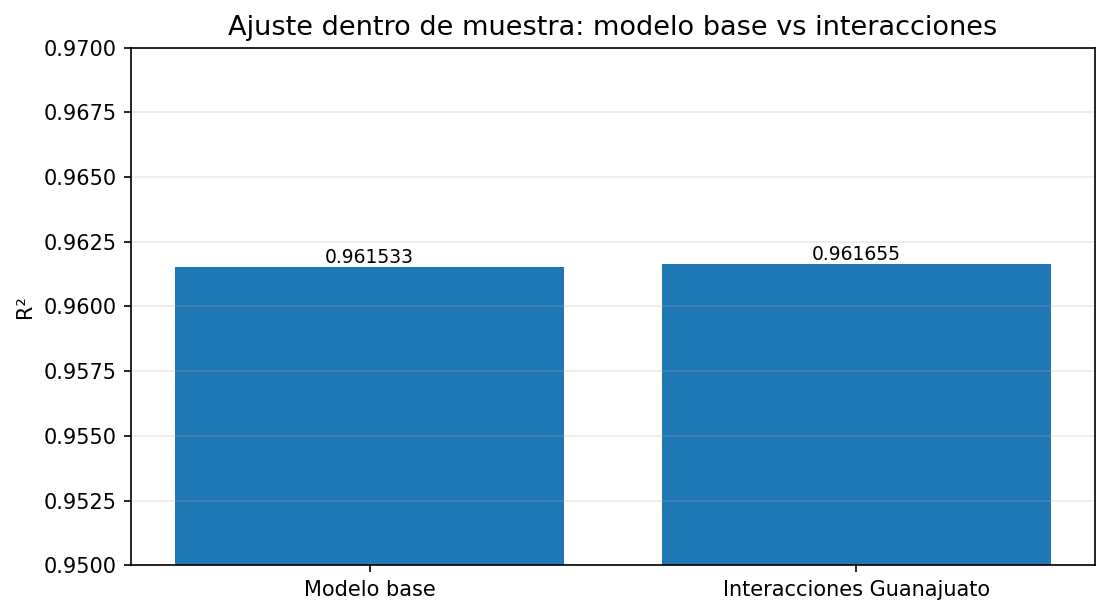 Ajuste dentro de muestra: modelo base vs interacciones
0.9700
0.9675
0.9650
0.9625
0.9600
0.9575
0.9550
0.9525
0.9500
R²
0.961533
0.961655
Modelo base
Interacciones Guanajuato